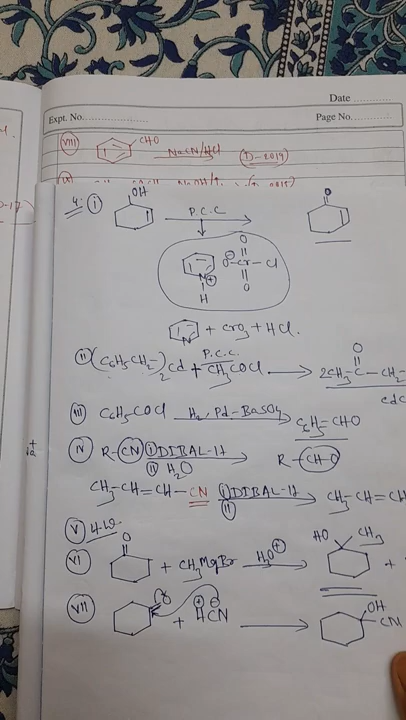 Date ............
Expt. No..................
Page No.............
VIII CHO NaCN/HCl (D-2014)
4. i OH P.C.C O
O
O⊖-Cr-Cl
N⊕ O
H
N + CrO3 + HCl.
ii (C6H5CH2)2Cd + P.C.C. CH3COCl → O
2CH3-C-CH2-
CdC
iii C6H5COCl H2, Pd-BaSO4 C6H5=CHO
iv R-CN i DIBAL-H R-CHO
ii H2O
CH3-CH=CH-CN i DIBAL-H → CH3-CH=CH
ii
v H.W
vi O + CH3MgBr H3O⊕ HO CH3 +
vii O + ⊕ ⊖ HCN → OH
CN